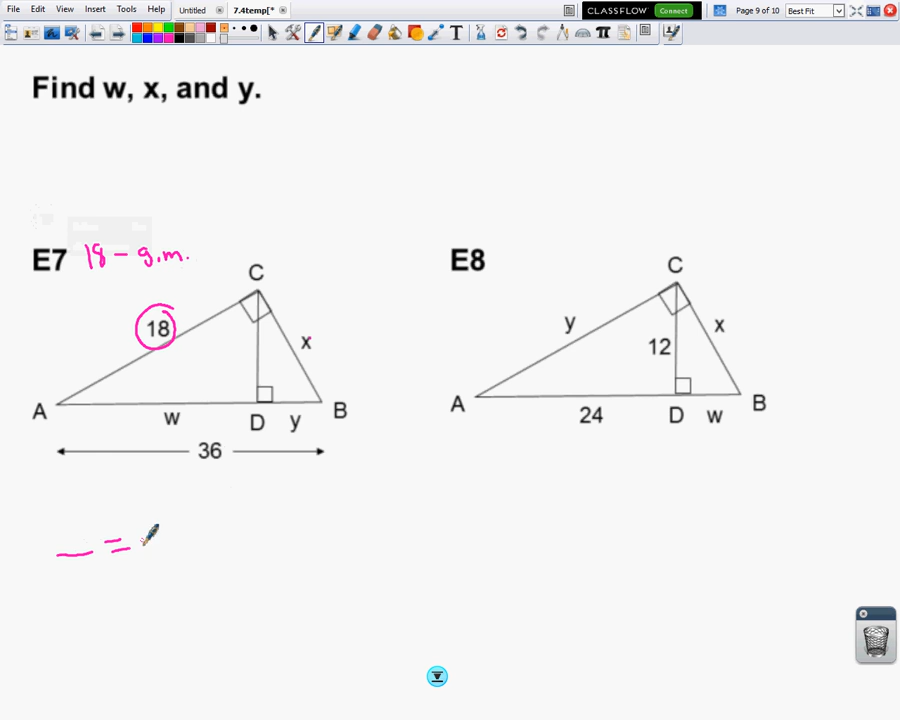 File Edit View Insert Tools Help Untitled 7.4temp[* CLASSFLOW Connect Page 9 of 10 Best Fit
Find w, x, and y.
E7 18 - g.m.
C
18
x
A
w
D
y
B
36
=
E8
C
y
x
12
A
24
D
w
B